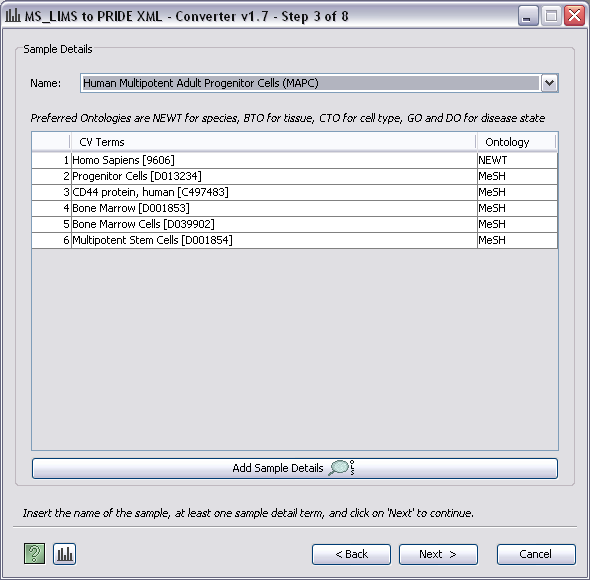 MS_LIMS to PRIDE XML - Converter v1.7 - Step 3 of 8
Sample Details
Name: Human Multipotent Adult Progenitor Cells (MAPC)
Preferred Ontologies are NEWT for species, BTO for tissue, CTO for cell type, GO and DO for disease state
CV Terms Ontology
1 Homo Sapiens [9606] NEWT
2 Progenitor Cells [D013234] MeSH
3 CD44 protein, human [C497483] MeSH
4 Bone Marrow [D001853] MeSH
5 Bone Marrow Cells [D039902] MeSH
6 Multipotent Stem Cells [D001854] MeSH
Add Sample Details OLS
Insert the name of the sample, at least one sample detail term, and click on 'Next' to continue.
? < Back Next > Cancel